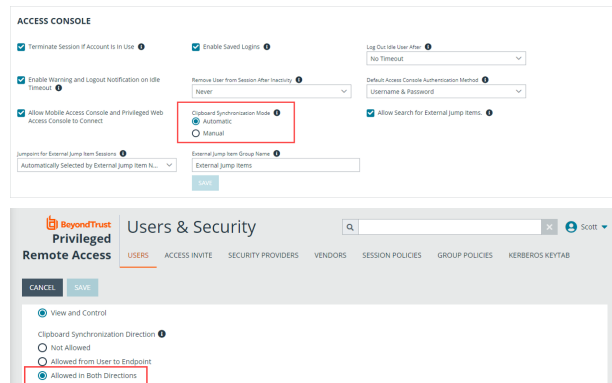 ACCESS CONSOLE
Terminate Session If Account Is In Use
Enable Saved Logins
Log Out Idle User After
No Timeout
Enable Warning and Logout Notification on Idle
Timeout
Remove User from Session After Inactivity
Never
Default Access Console Authentication Method
Username & Password
Allow Mobile Access Console and Privileged Web
Access Console to Connect
Clipboard Synchronization Mode
Automatic
Manual
Allow Search for External Jump Items.
Jumpoint for External Jump Item Sessions
Automatically Selected by External Jump Item N...
External Jump Item Group Name
External Jump Items
SAVE
BeyondTrust
Privileged
Remote Access
Users & Security
Scott
USERS
ACCESS INVITE
SECURITY PROVIDERS
VENDORS
SESSION POLICIES
GROUP POLICIES
KERBEROS KEYTAB
CANCEL
SAVE
View and Control
Clipboard Synchronization Direction
Not Allowed
Allowed from User to Endpoint
Allowed in Both Directions